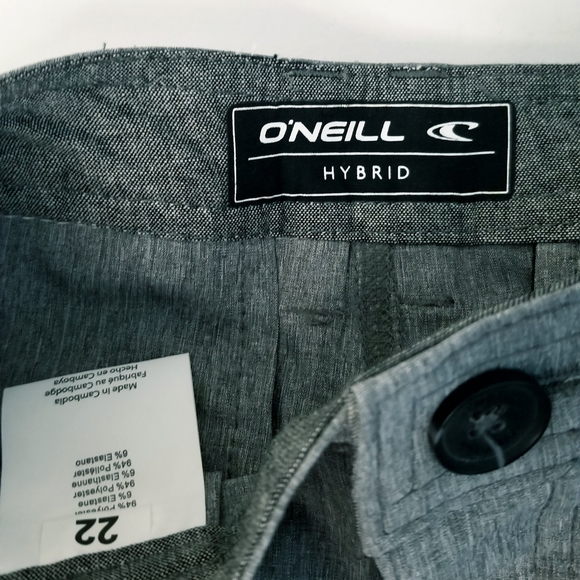 O'NEILL
HYBRID
22
94% Polyester
6% Elastane
94% Polyester
6% Elasthanne
94% Poliéster
6% Elastano
Made in Cambodia
Fabriqué au Cambodge
Hecho en Camboya